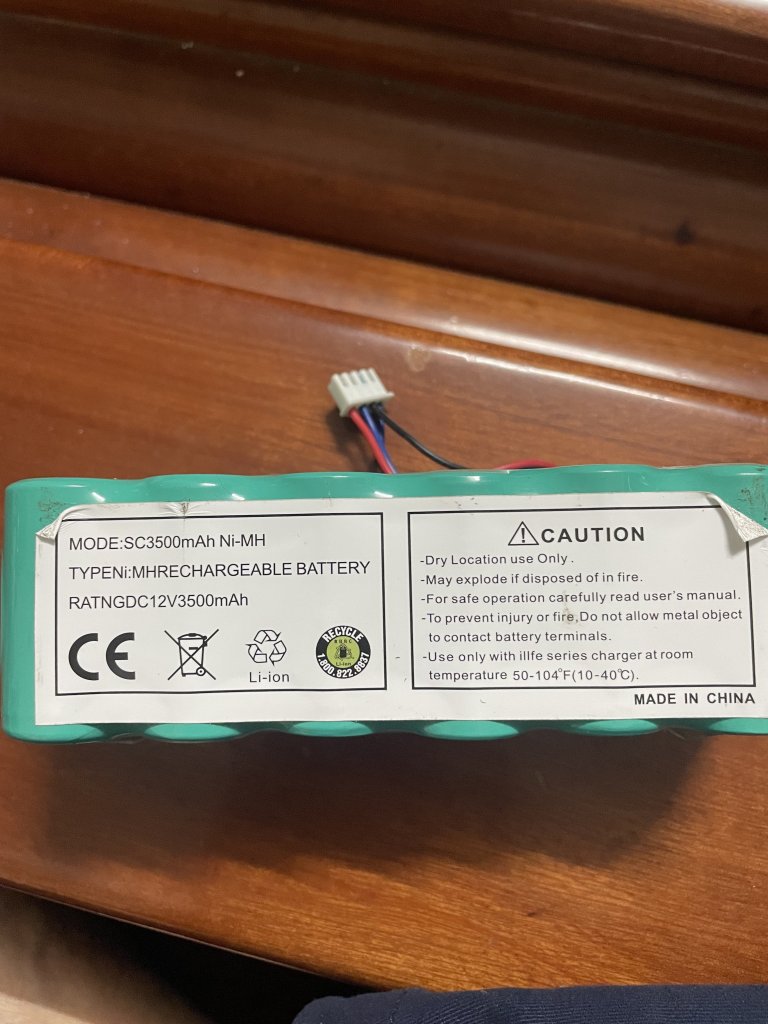 MODE:SC3500mAh Ni-MH
TYPENi:MHRECHARGEABLE BATTERY
RATNGDC12V3500mAh
CE
Li-ion
RECYCLE
RBRC
Li-ion
1.800.822.8837
CAUTION
-Dry Location use Only .
-May explode if disposed of in fire.
-For safe operation carefully read user's manual.
-To prevent injury or fire,Do not allow metal object
to contact battery terminals.
-Use only with illfe series charger at room
temperature 50-104°F(10-40℃).
MADE IN CHINA